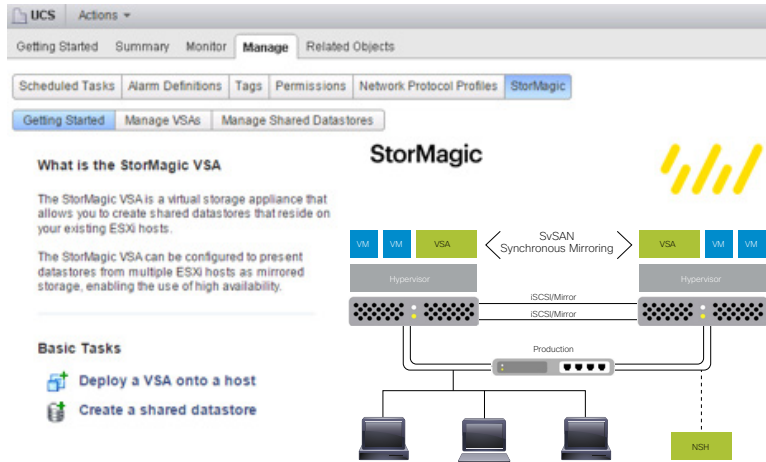 UCS Actions
Getting Started Summary Monitor Manage Related Objects
Scheduled Tasks Alarm Definitions Tags Permissions Network Protocol Profiles StorMagic
Getting Started Manage VSAs Manage Shared Datastores
What is the StorMagic VSA
The StorMagic VSA is a virtual storage appliance that
allows you to create shared datastores that reside on
your existing ESXi hosts.
The StorMagic VSA can be configured to present
datastores from multiple ESXi hosts as mirrored
storage, enabling the use of high availability.
Basic Tasks
Deploy a VSA onto a host
Create a shared datastore
StorMagic
VM VM VSA
SvSAN
Synchronous Mirroring
VSA VM VM
Hypervisor
Hypervisor
iSCSI/Mirror
iSCSI/Mirror
Production
NSH